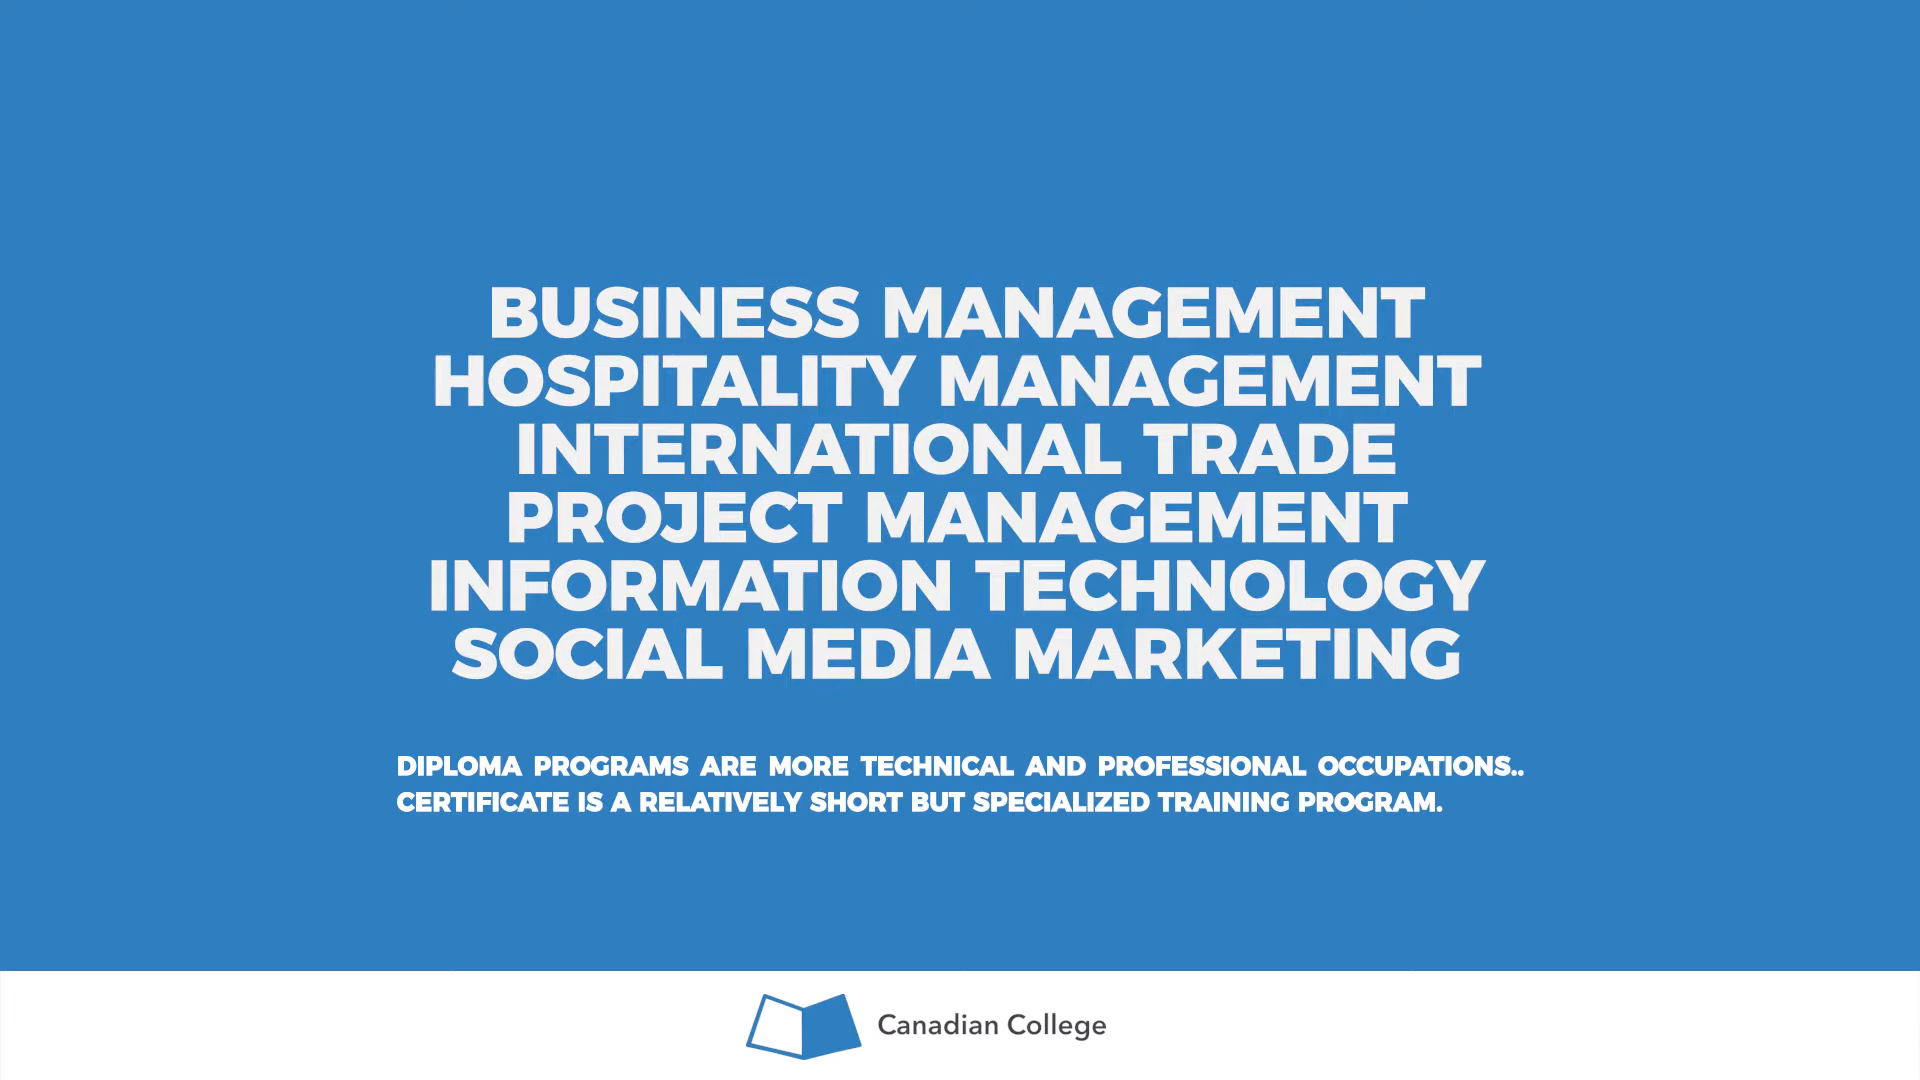 BUSINESS MANAGEMENT
HOSPITALITY MANAGEMENT
INTERNATIONAL TRADE
PROJECT MANAGEMENT
INFORMATION TECHNOLOGY
SOCIAL MEDIA MARKETING
DIPLOMA PROGRAMS ARE MORE TECHNICAL AND PROFESSIONAL OCCUPATIONS..
CERTIFICATE IS A RELATIVELY SHORT BUT SPECIALIZED TRAINING PROGRAM.
Canadian College